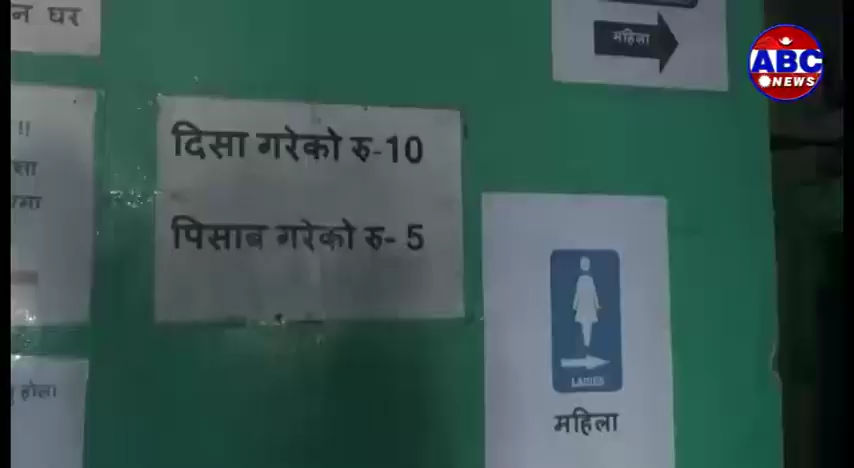 न घर
महिला
ABC
NEWS
!!
दिसा गरेको रु-10
पिसाब गरेको रु- 5
LADIES
महिला
होला